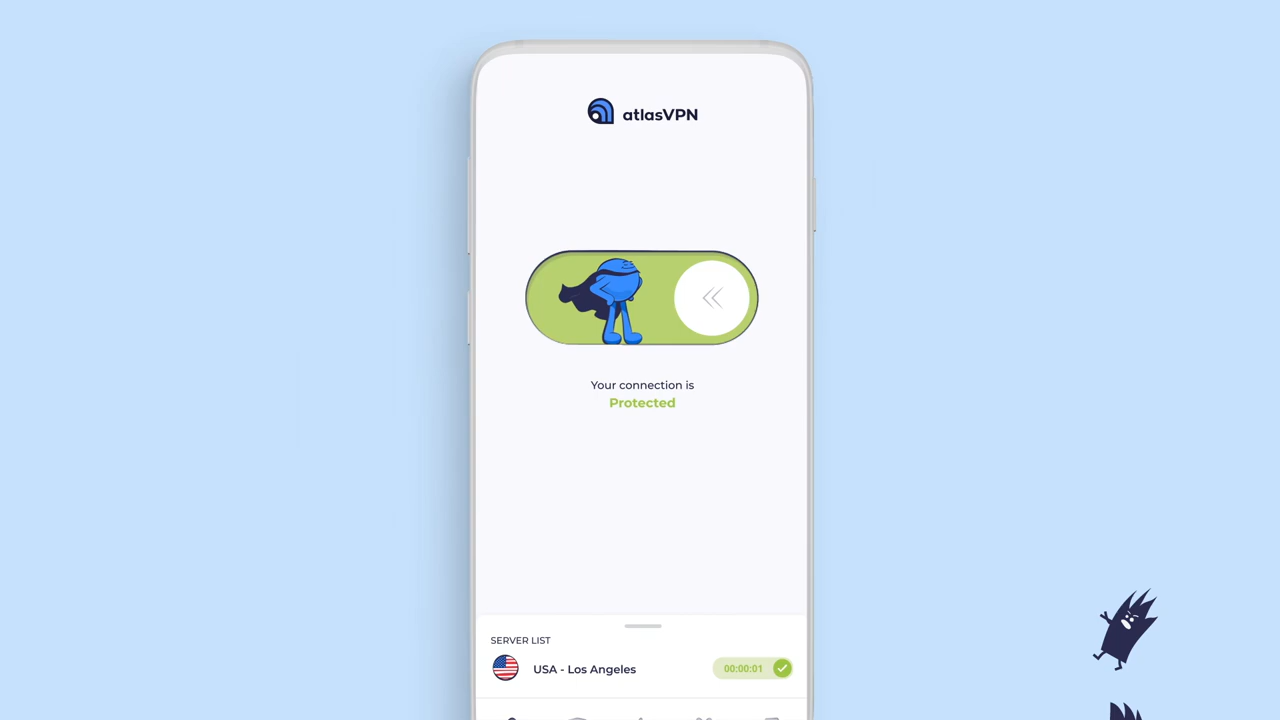 atlasVPN
Your connection is
Protected
SERVER LIST
USA - Los Angeles
00:00:01